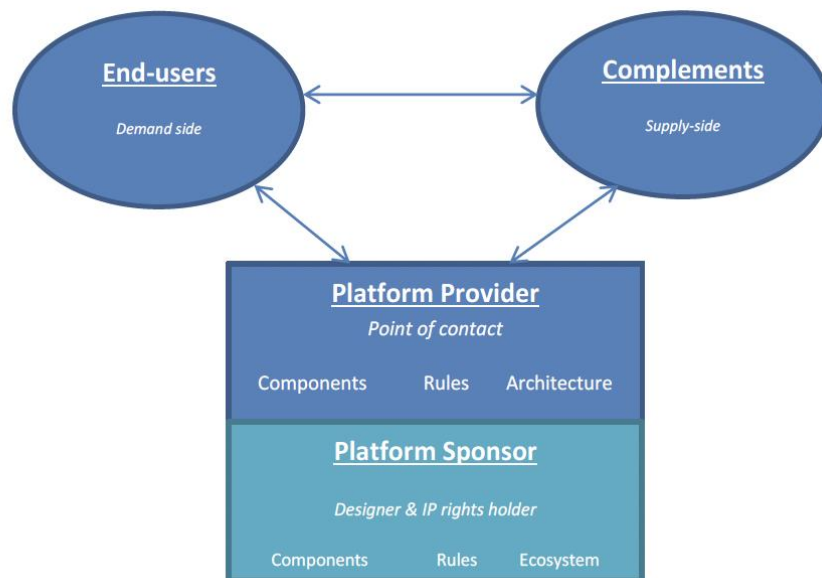 End-users
Demand side
Complements
Supply-side
Platform Provider
Point of contact
Components Rules Architecture
Platform Sponsor
Designer & IP rights holder
Components Rules Ecosystem